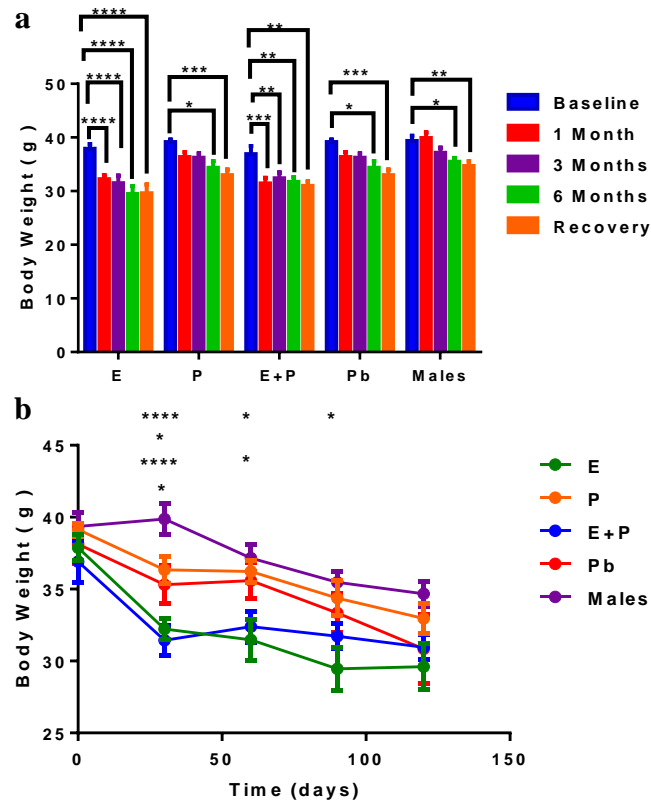 a
****
****
**
***
***
**
****
**
****
*
**
*
*
***
50
40
30
20
10
0
Body Weight (g)
E
P
E+P
Pb
Males
Baseline
1 Month
3 Months
6 Months
Recovery
b
**** * *
*
**** *
*
45
40
35
30
25
Body Weight (g)
0
50
100
150
Time (days)
E
P
E+P
Pb
Males